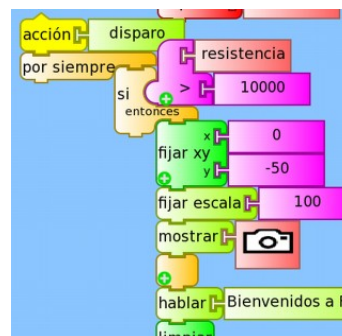 acción disparo
por siempre
resistencia
si
> 10000
entonces
x 0
fijar xy
y -50
fijar escala 100
mostrar
hablar Bienvenidos a